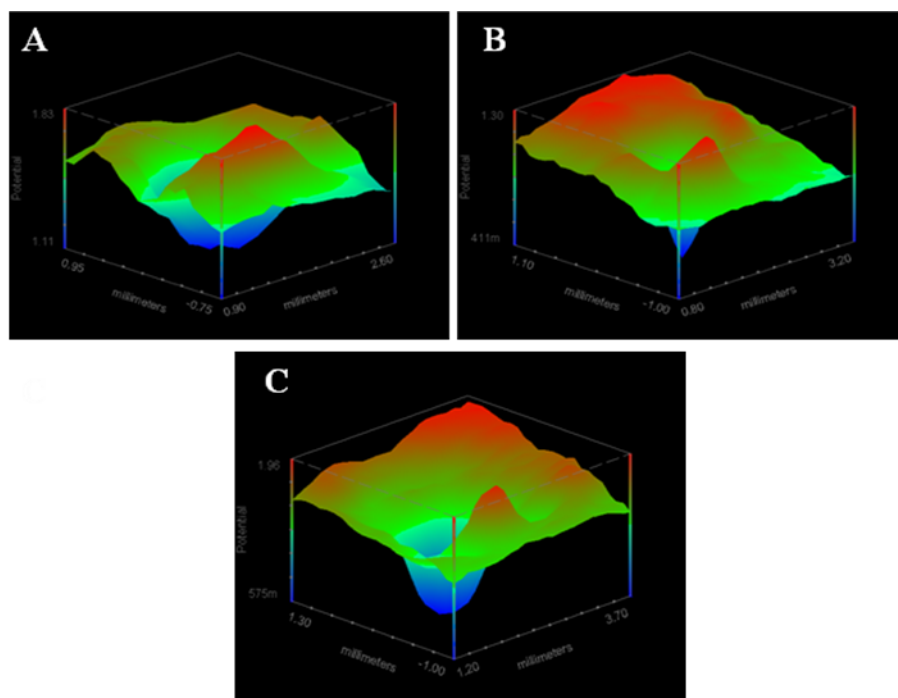 A
1.83
Potential
1.11
0.95
millimeters
-0.75
0.90
millimeters
2.60
B
1.30
Potential
411m
1.10
millimeters
-1.00
0.80
millimeters
3.20
C
1.96
Potential
575m
1.30
millimeters
-1.00
1.20
millimeters
3.70